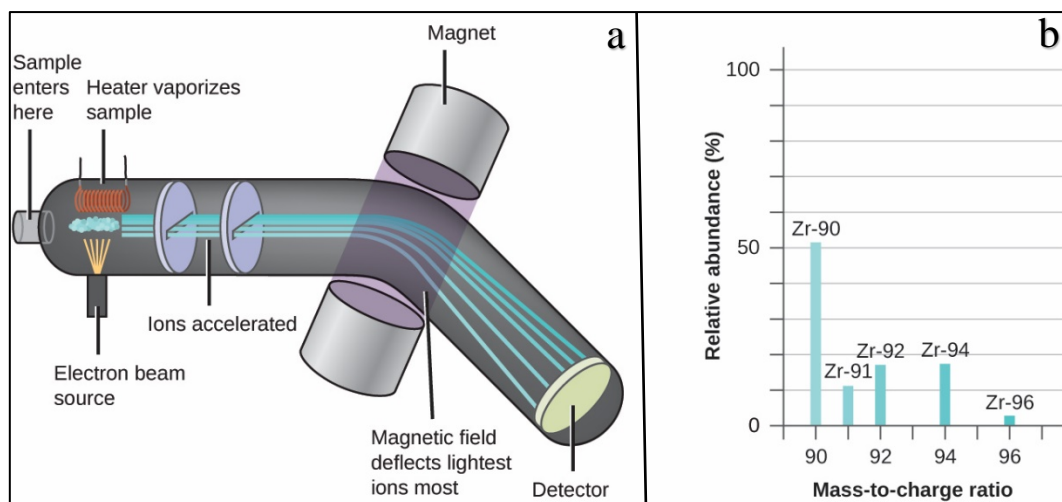 a
Magnet
Sample
enters
here
Heater vaporizes
sample
Ions accelerated
Electron beam
source
Magnetic field
deflects lightest
ions most
Detector
b
Relative abundance (%)
100
50
0
Zr-90
Zr-91
Zr-92
Zr-94
Zr-96
90
92
94
96
Mass-to-charge ratio